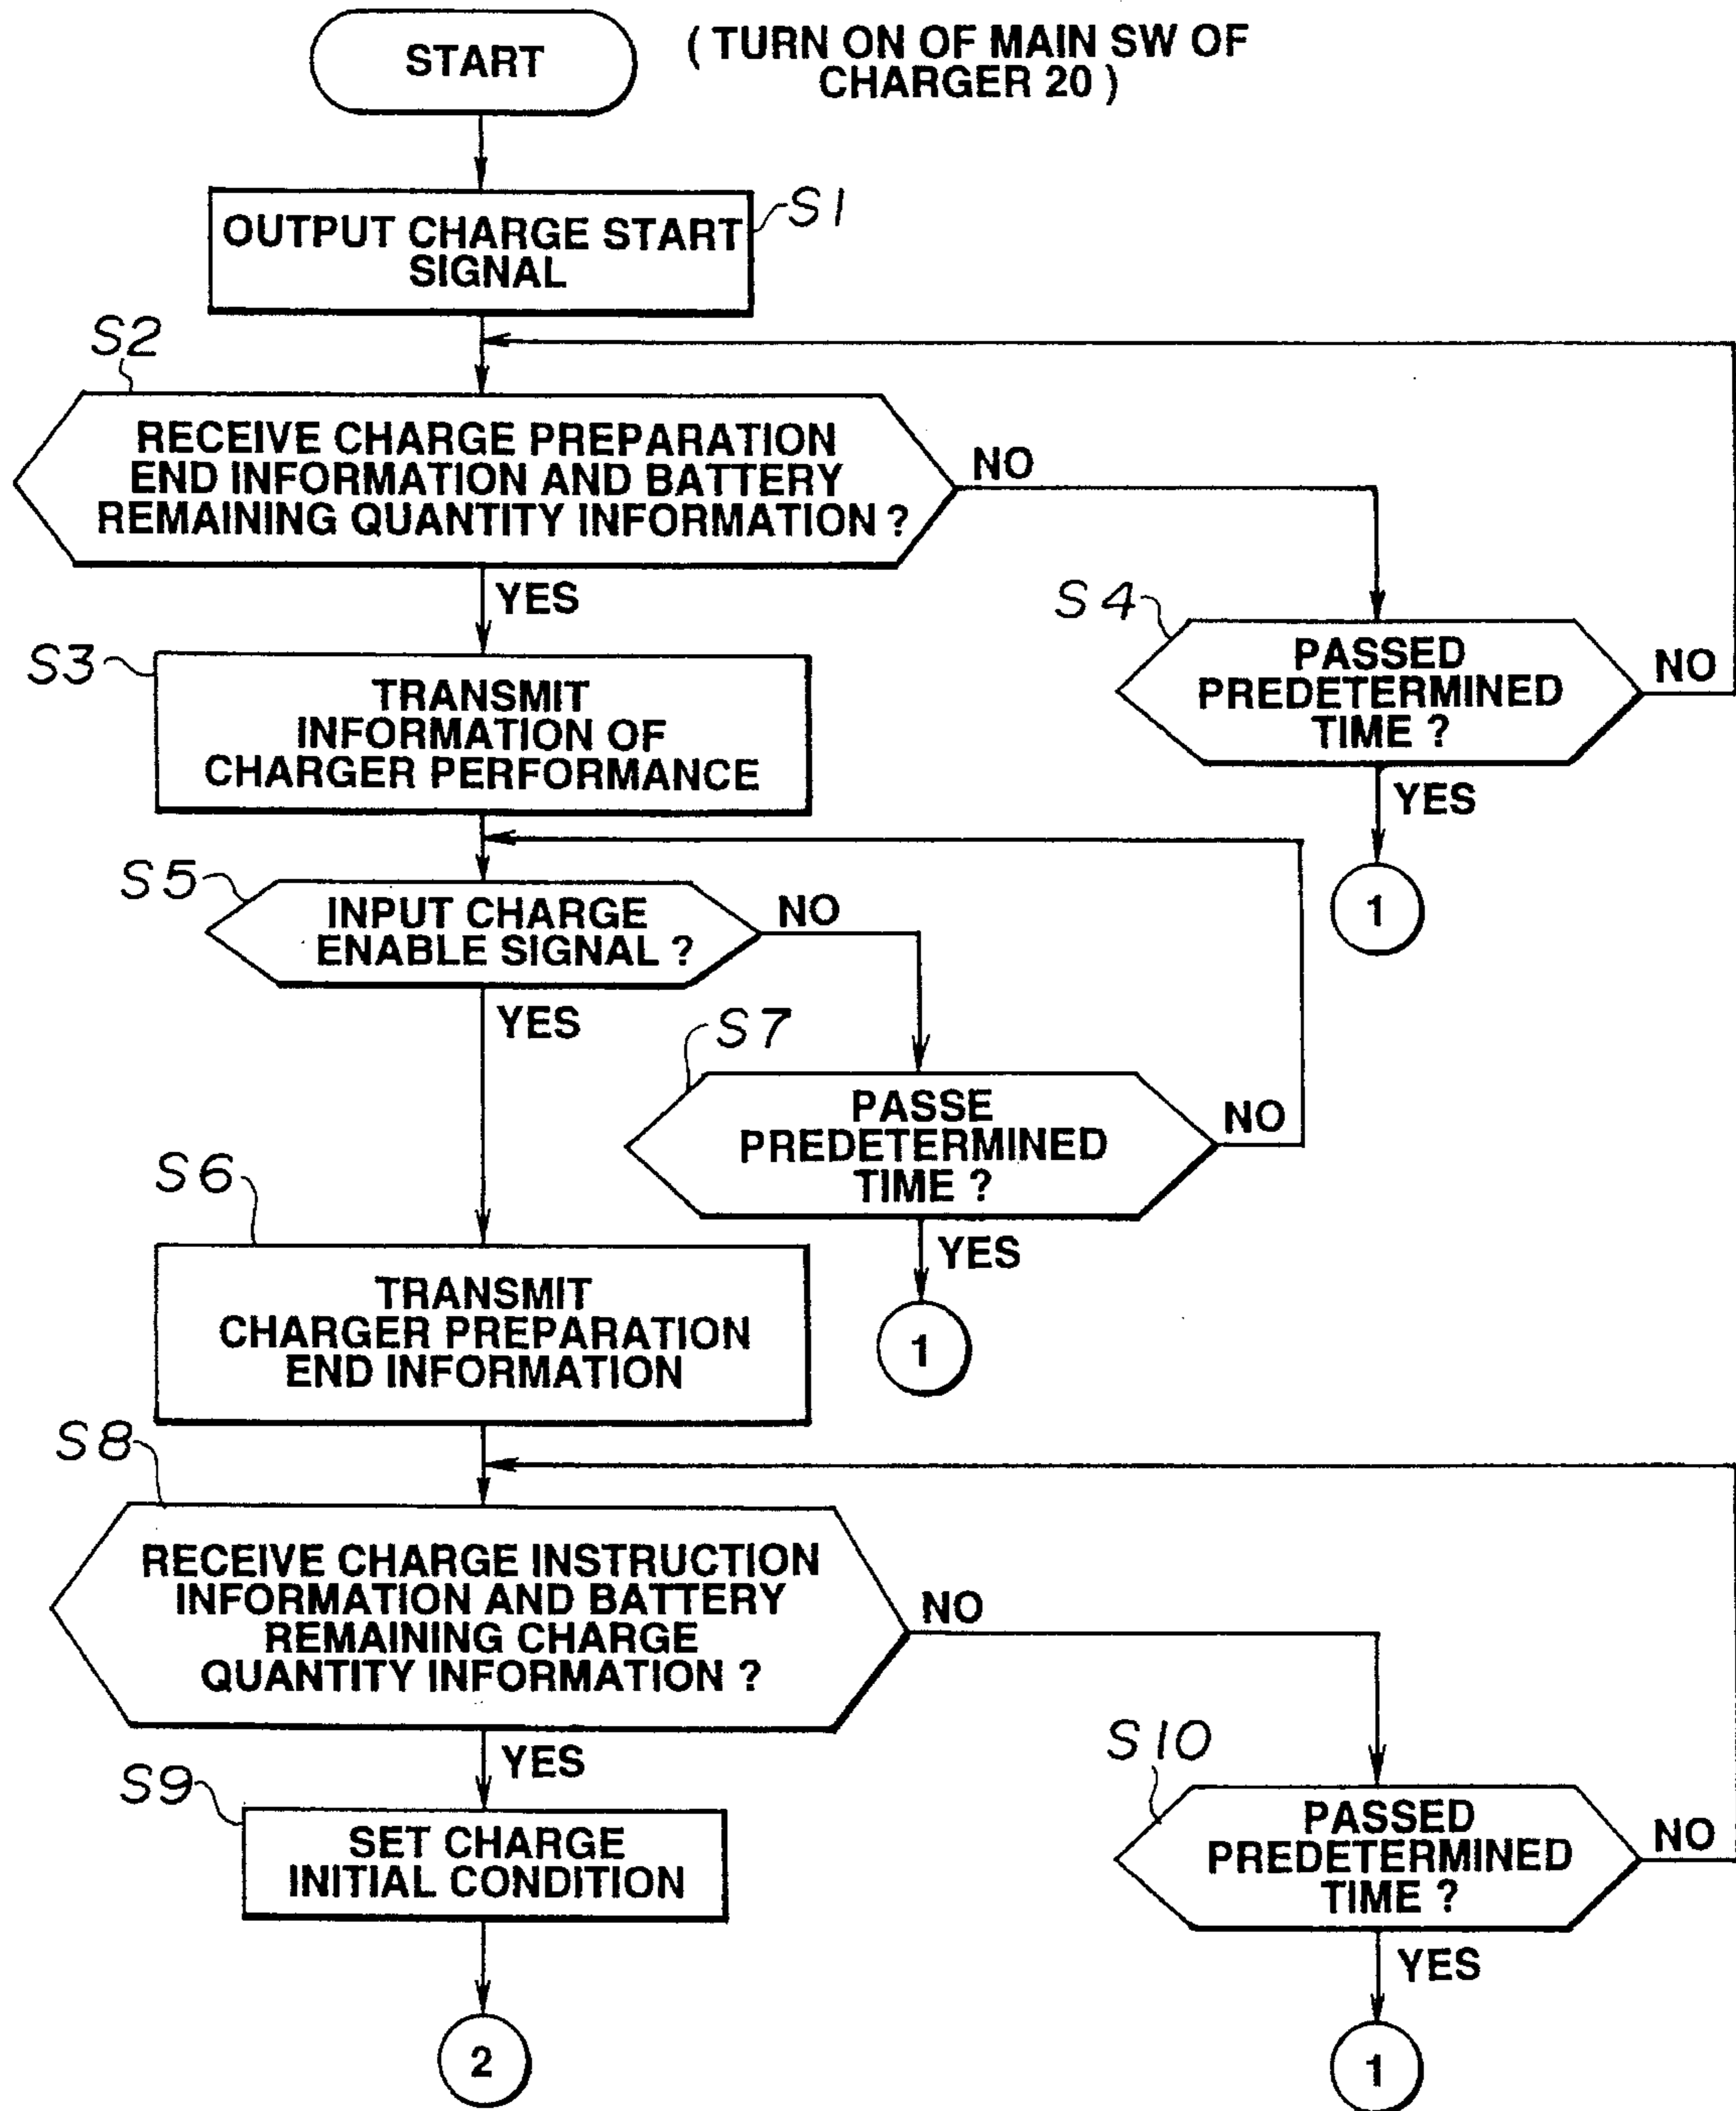 START
( TURN ON OF MAIN SW OF
CHARGER 20 )
S1
OUTPUT CHARGE START
SIGNAL
S2
RECEIVE CHARGE PREPARATION
END INFORMATION AND BATTERY
REMAINING QUANTITY INFORMATION ?
NO
YES
S4
PASSED
PREDETERMINED
TIME ?
NO
YES
1
S3
TRANSMIT
INFORMATION OF
CHARGER PERFORMANCE
S5
INPUT CHARGE
ENABLE SIGNAL ?
NO
YES
S7
PASSE
PREDETERMINED
TIME ?
NO
YES
1
S6
TRANSMIT
CHARGER PREPARATION
END INFORMATION
S8
RECEIVE CHARGE INSTRUCTION
INFORMATION AND BATTERY
REMAINING CHARGE
QUANTITY INFORMATION ?
NO
YES
S10
PASSED
PREDETERMINED
TIME ?
NO
YES
1
S9
SET CHARGE
INITIAL CONDITION
2